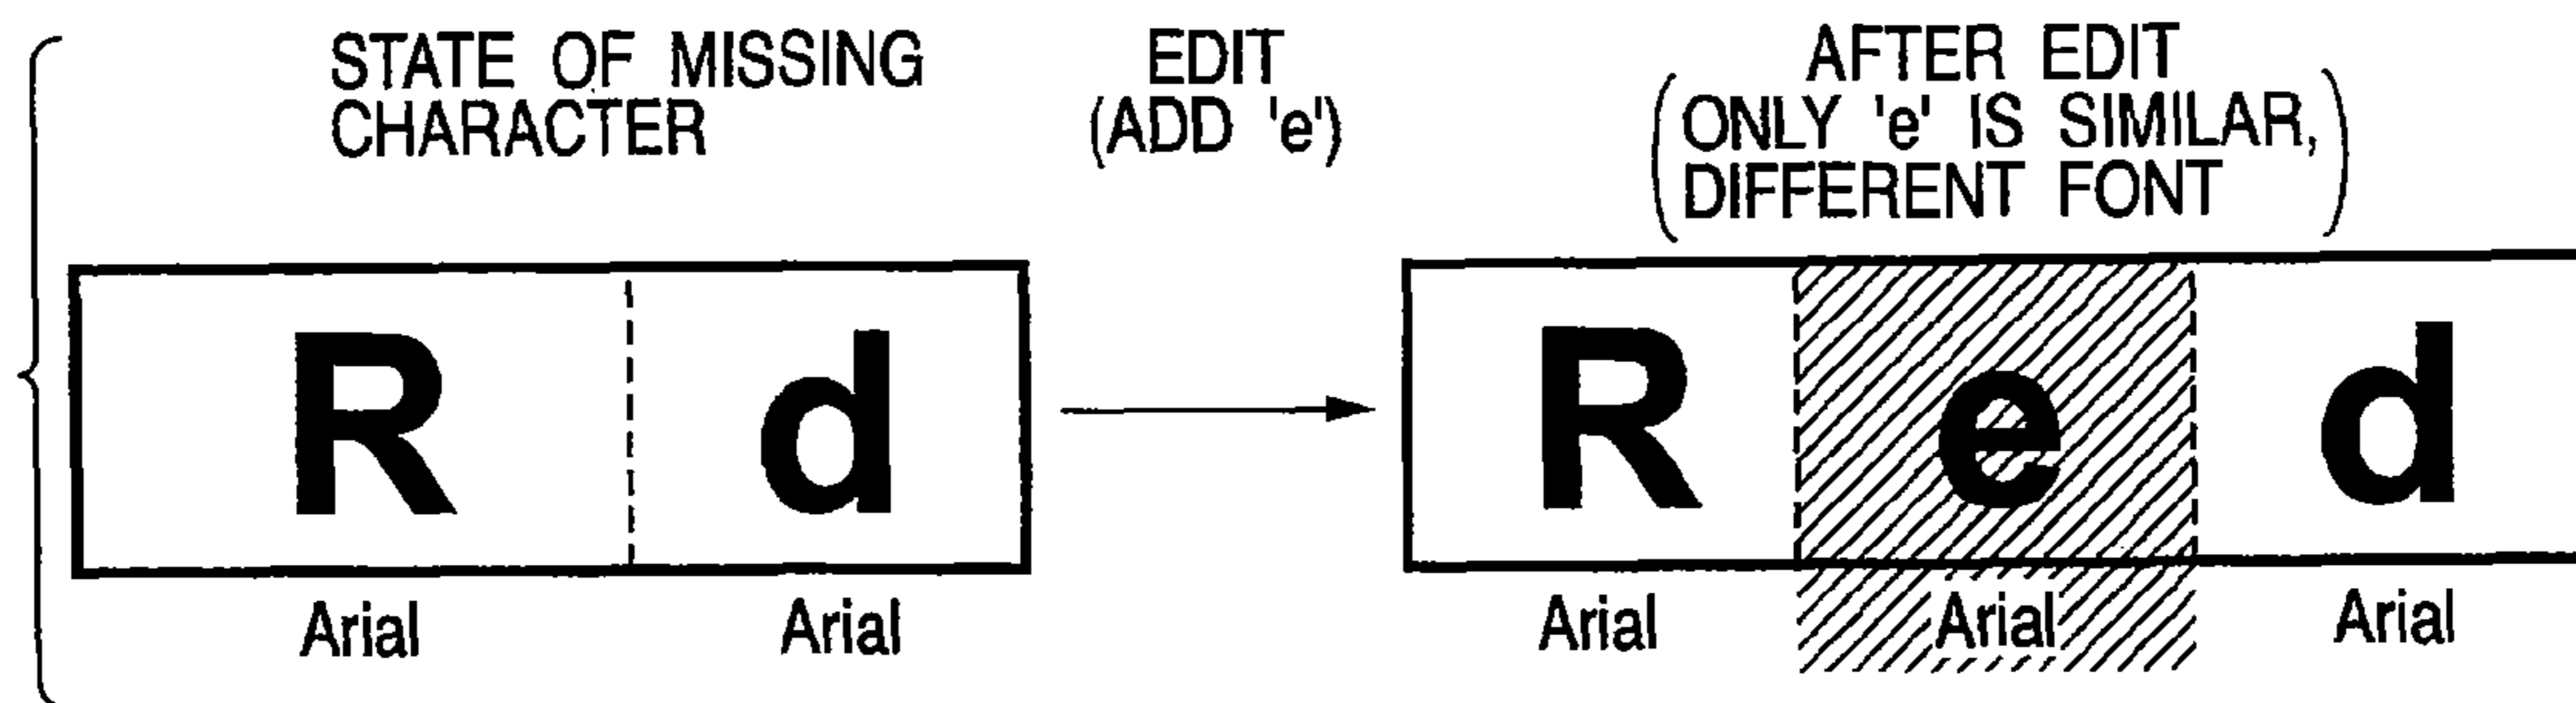 STATE OF MISSING
CHARACTER
EDIT
(ADD 'e')
AFTER EDIT
(ONLY 'e' IS SIMILAR,
DIFFERENT FONT)
R d
Arial Arial
R e d
Arial Arial Arial